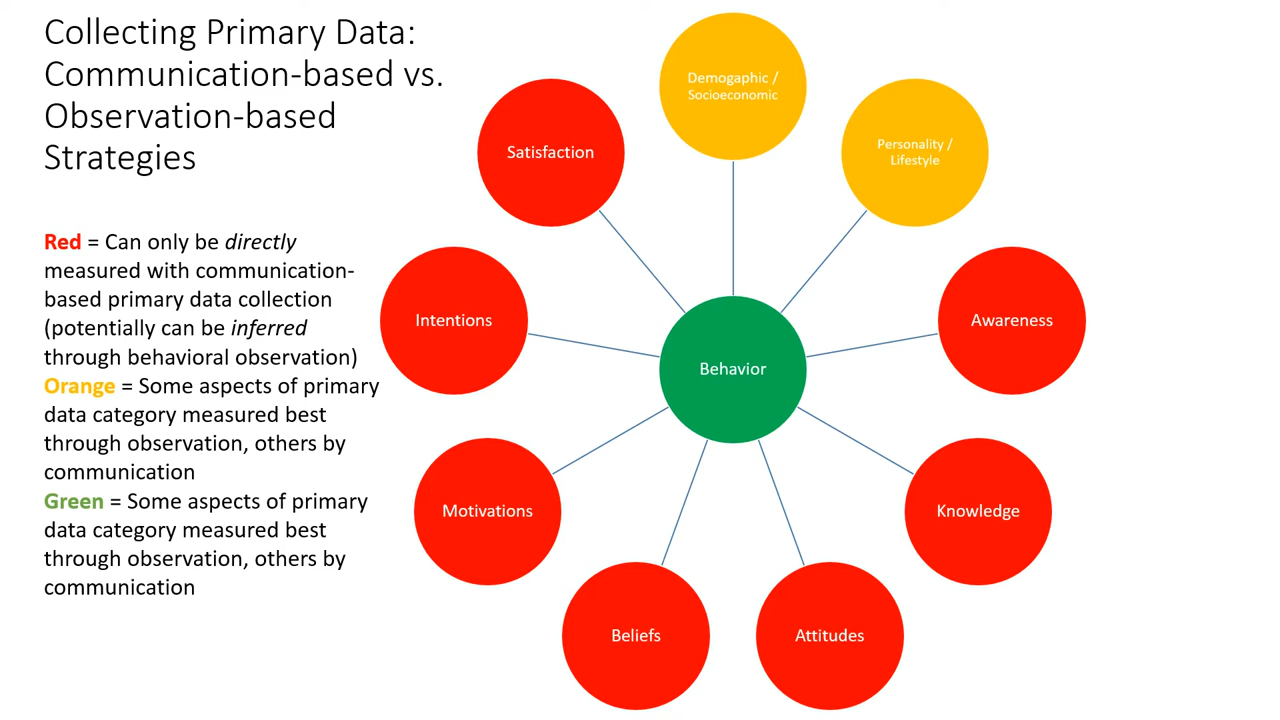 Collecting Primary Data:
Communication-based vs.
Observation-based
Strategies
Red = Can only be directly
measured with communication-
based primary data collection
(potentially can be inferred
through behavioral observation)
Orange = Some aspects of primary
data category measured best
through observation, others by
communication
Green = Some aspects of primary
data category measured best
through observation, others by
communication
Demogaphic /
Socioeconomic
Personality /
Lifestyle
Awareness
Knowledge
Attitudes
Beliefs
Motivations
Intentions
Satisfaction
Behavior